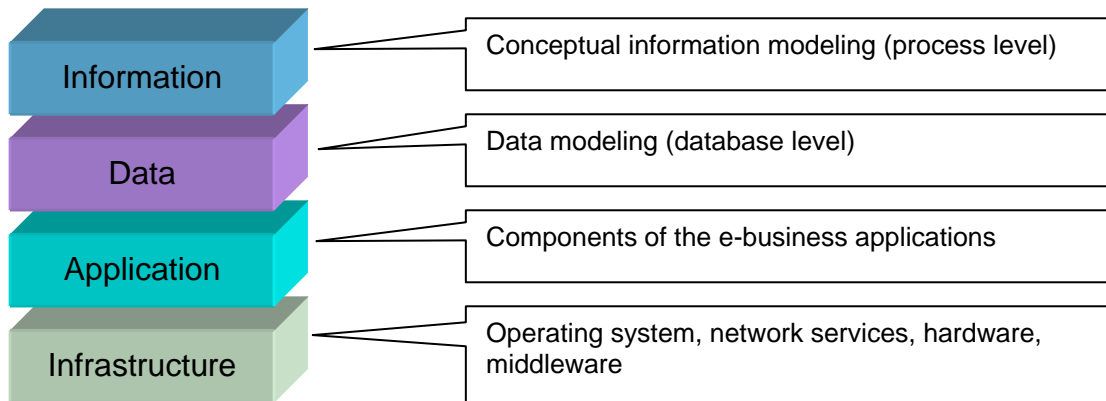 Information
Conceptual information modeling (process level)
Data
Data modeling (database level)
Application
Components of the e-business applications
Infrastructure
Operating system, network services, hardware,
middleware